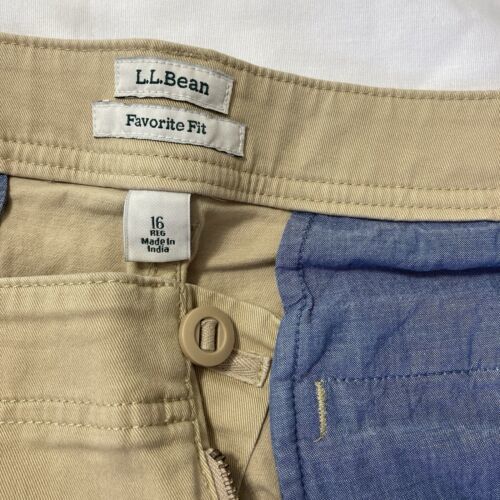 L.L.Bean
Favorite Fit
16
REG
Made in
India